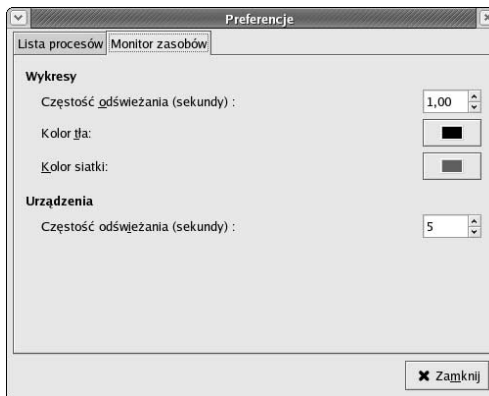 Preferencje
Lista procesów Monitor zasobów
Wykresy
Częstość odświeżania (sekundy) : 1,00
Kolor tła:
Kolor siatki:
Urządzenia
Częstość odświeżania (sekundy) : 5
Zamknij